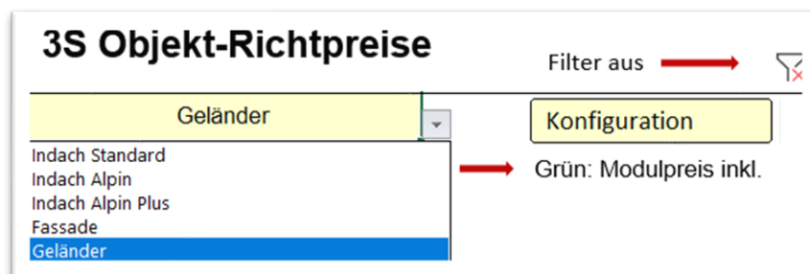 3S Objekt-Richtpreise
Filter aus
Geländer
Konfiguration
Indach Standard
Indach Alpin
Indach Alpin Plus
Fassade
Geländer
Grün: Modulpreis inkl.